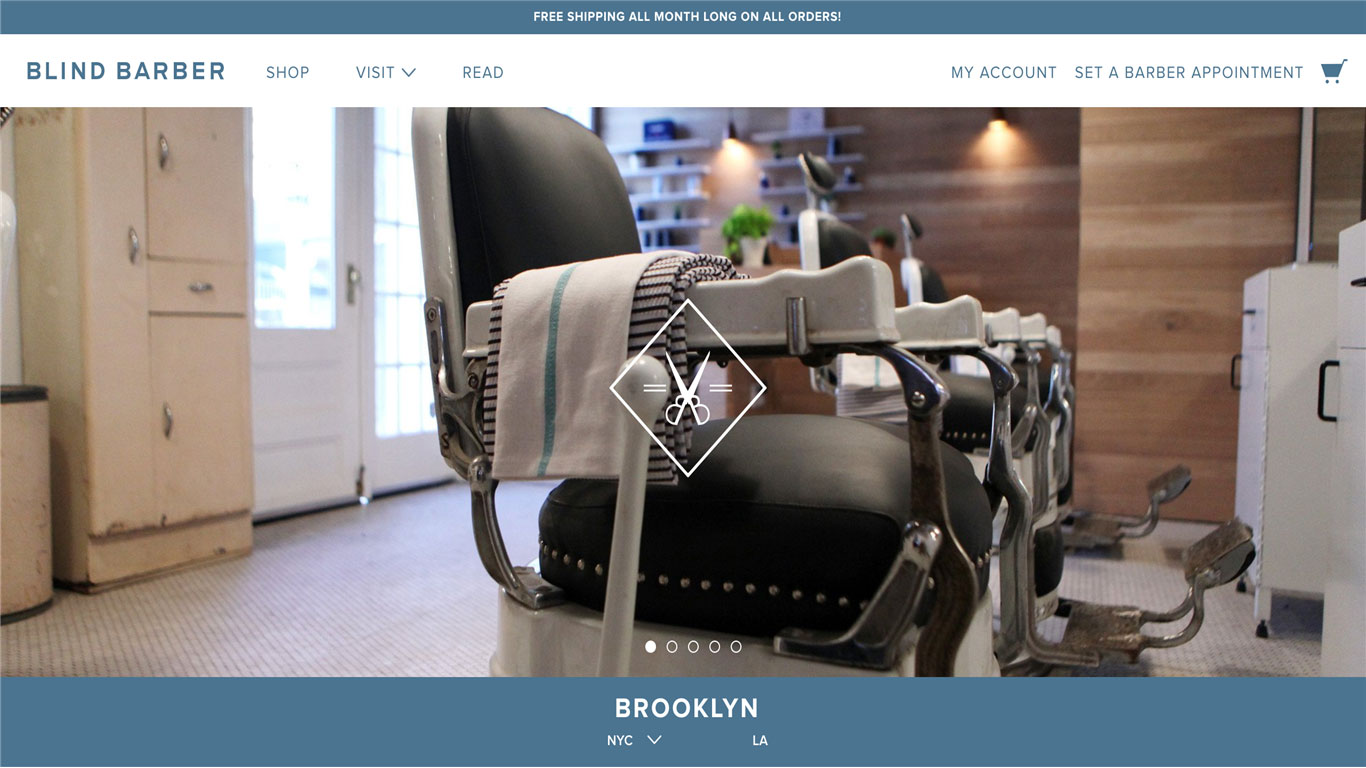 FREE SHIPPING ALL MONTH LONG ON ALL ORDERS!
BLIND BARBER SHOP VISIT READ MY ACCOUNT SET A BARBER APPOINTMENT
BROOKLYN
NYC LA